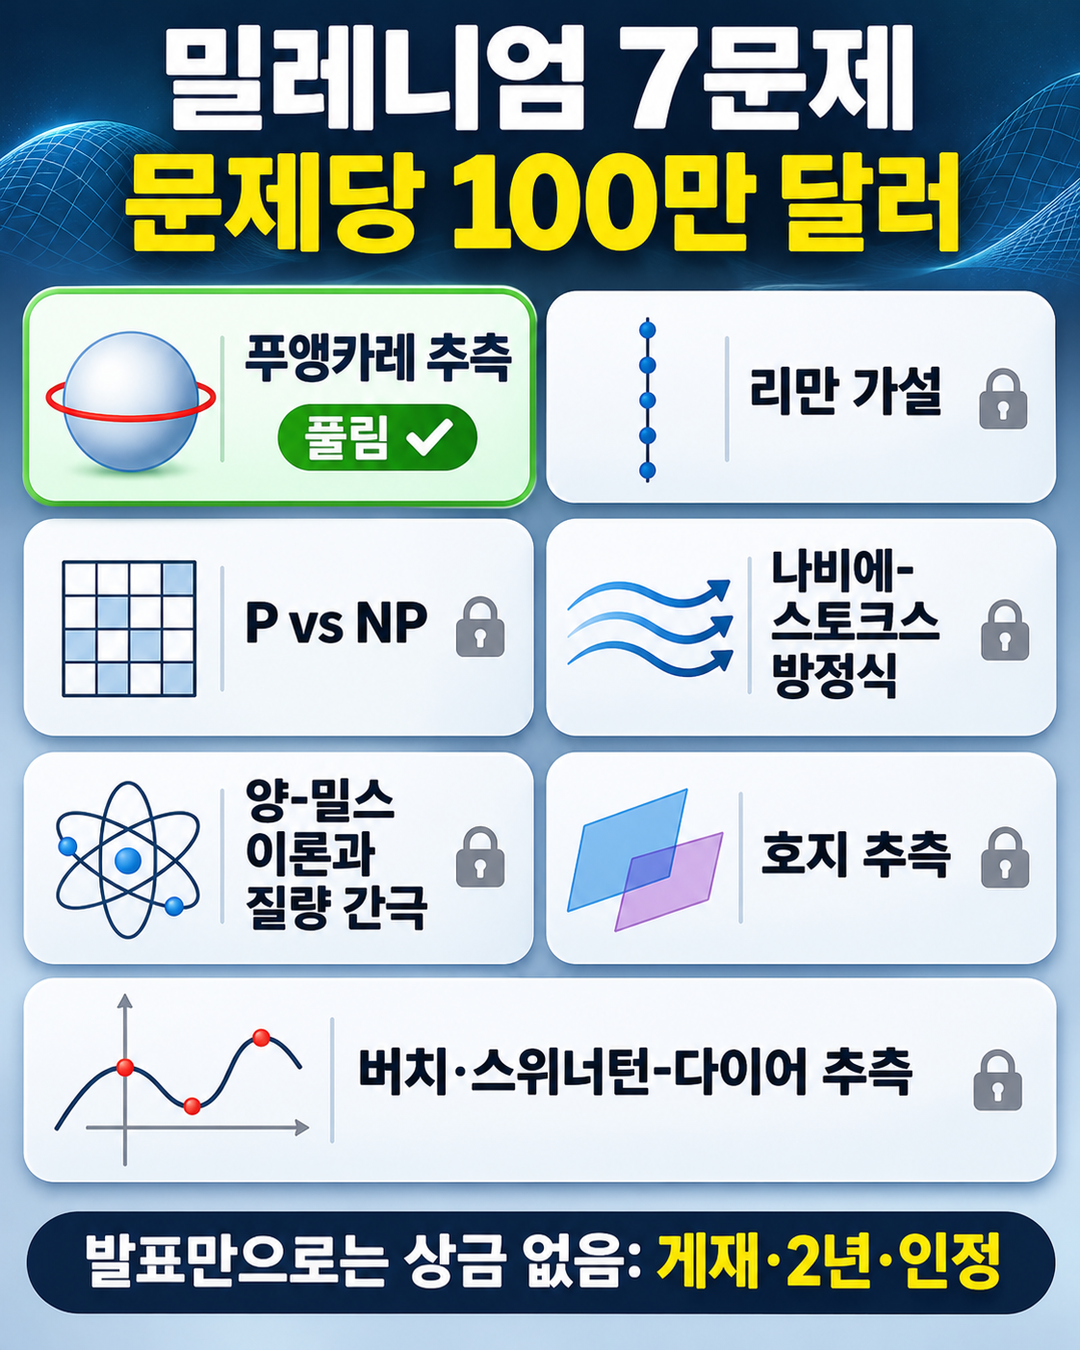 밀레니엄 7문제
문제당 100만 달러
푸앵카레 추측
풀림
리만 가설
P vs NP
나비에-
스토크스
방정식
양-밀스
이론과
질량 간극
호지 추측
버치·스위너턴-다이어 추측
발표만으로는 상금 없음: 게재·2년·인정